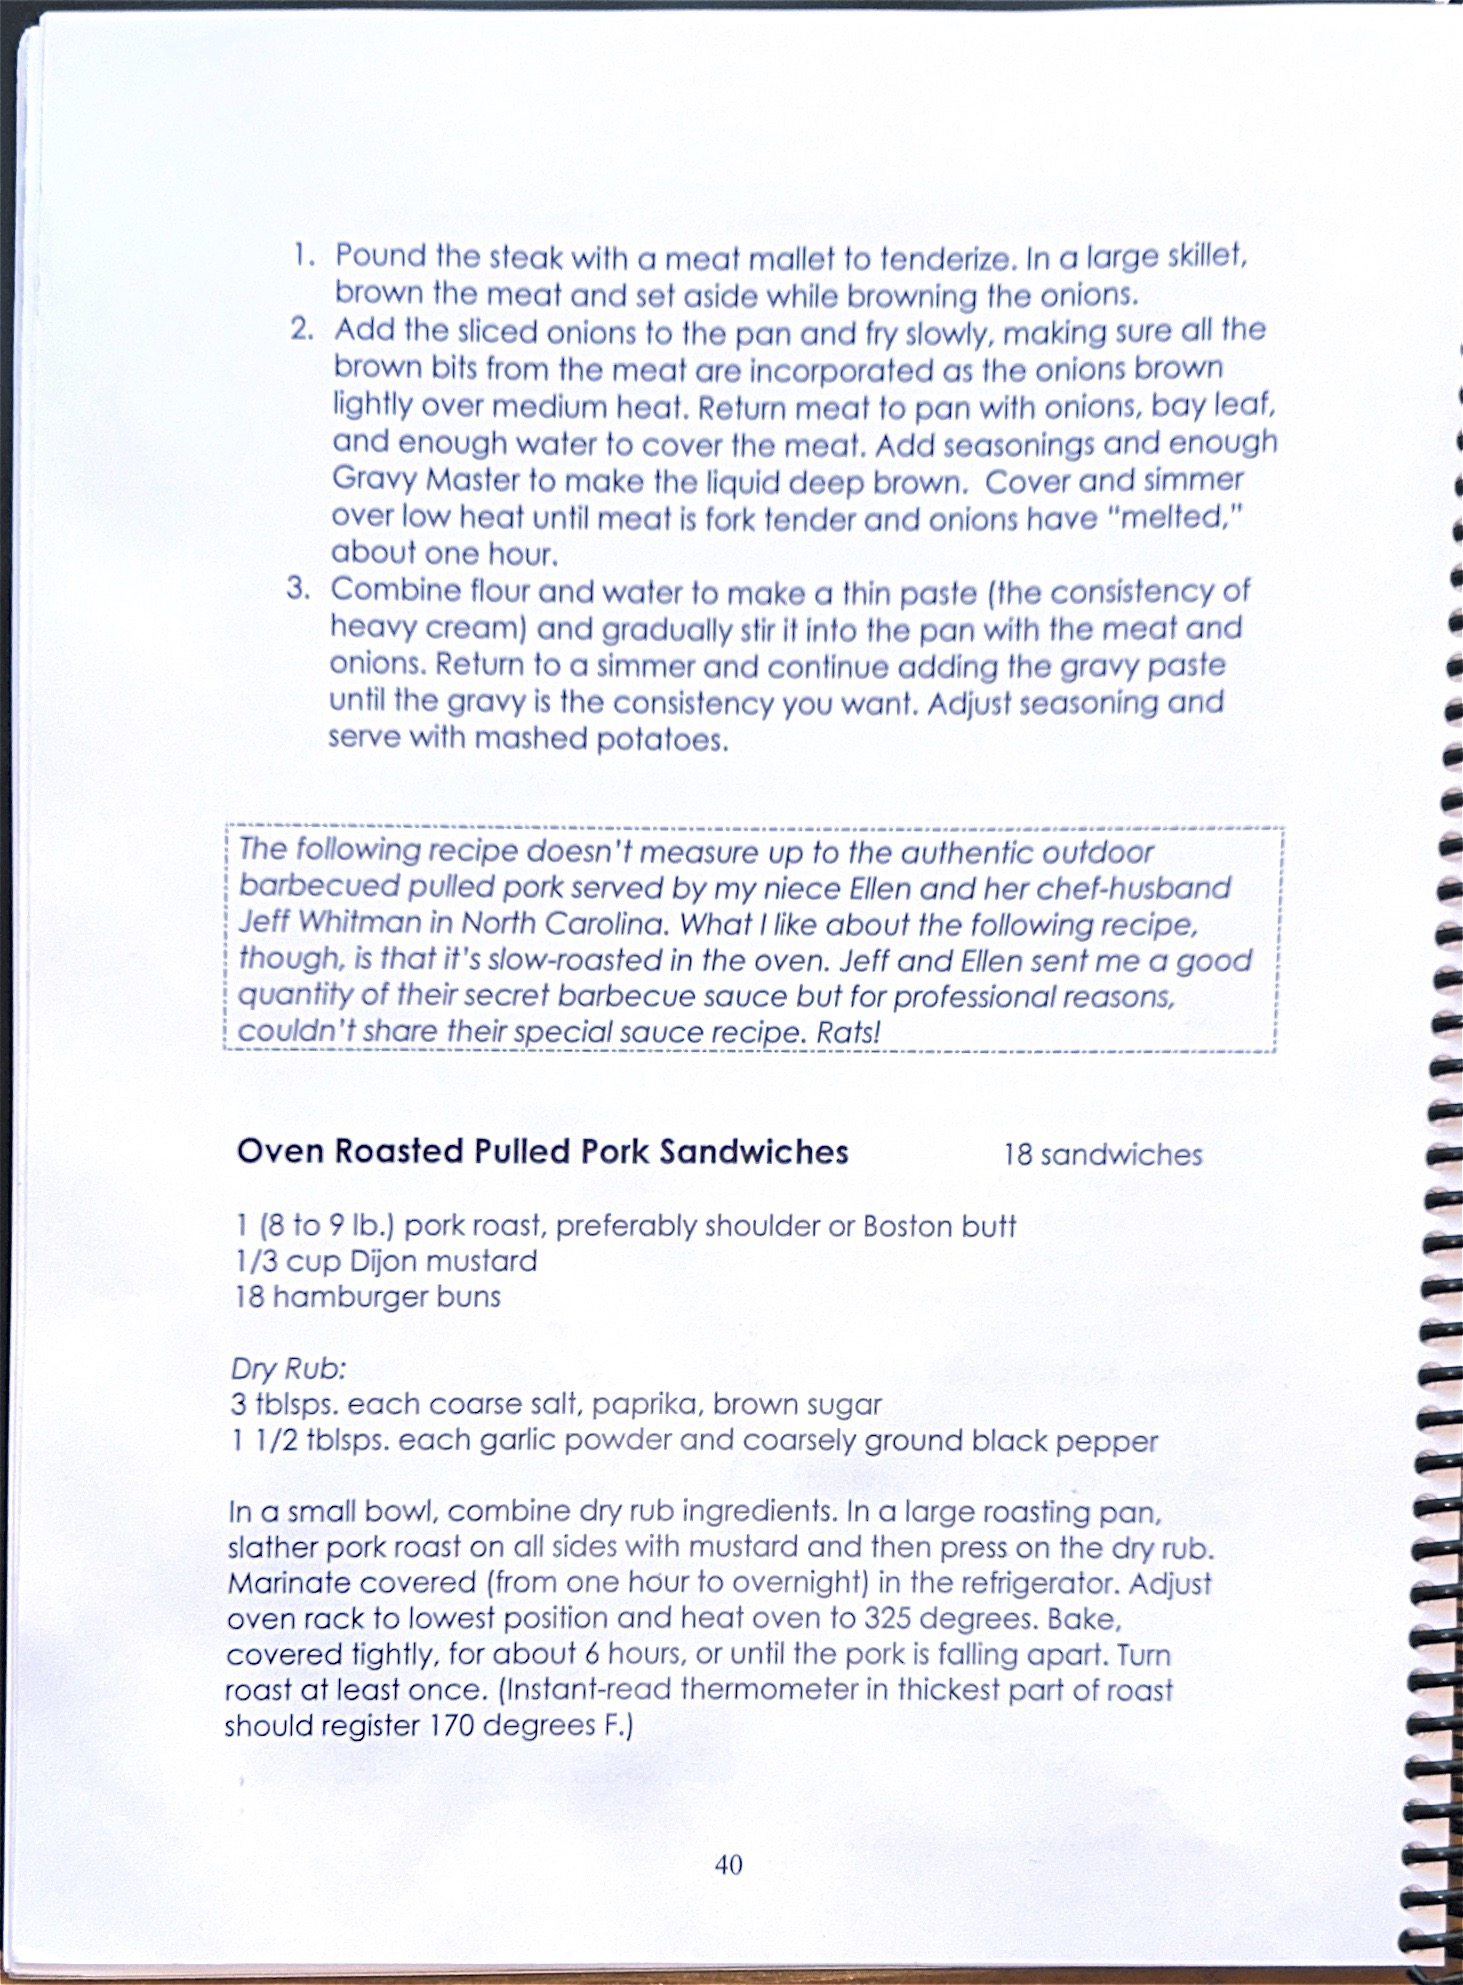 1. Pound the steak with a meat mallet to tenderize. In a large skillet,
brown the meat and set aside while browning the onions.
2. Add the sliced onions to the pan and fry slowly, making sure all the
brown bits from the meat are incorporated as the onions brown
lightly over medium heat. Return meat to pan with onions, bay leaf,
and enough water to cover the meat. Add seasonings and enough
Gravy Master to make the liquid deep brown.  Cover and simmer
over low heat until meat is fork tender and onions have "melted,"
about one hour.
3. Combine flour and water to make a thin paste (the consistency of
heavy cream) and gradually stir it into the pan with the meat and
onions. Return to a simmer and continue adding the gravy paste
until the gravy is the consistency you want. Adjust seasoning and
serve with mashed potatoes.
The following recipe doesn't measure up to the authentic outdoor
barbecued pulled pork served by my niece Ellen and her chef-husband
Jeff Whitman in North Carolina. What I like about the following recipe,
though, is that it's slow-roasted in the oven. Jeff and Ellen sent me a good
quantity of their secret barbecue sauce but for professional reasons,
couldn't share their special sauce recipe. Rats!
Oven Roasted Pulled Pork Sandwiches 18 sandwiches
1 (8 to 9 lb.) pork roast, preferably shoulder or Boston butt
1/3 cup Dijon mustard
18 hamburger buns
Dry Rub:
3 tblsps. each coarse salt, paprika, brown sugar
1 1/2 tblsps. each garlic powder and coarsely ground black pepper
In a small bowl, combine dry rub ingredients. In a large roasting pan,
slather pork roast on all sides with mustard and then press on the dry rub.
Marinate covered (from one hour to overnight) in the refrigerator. Adjust
oven rack to lowest position and heat oven to 325 degrees. Bake,
covered tightly, for about 6 hours, or until the pork is falling apart. Turn
roast at least once. (Instant-read thermometer in thickest part of roast
should register 170 degrees F.)
40